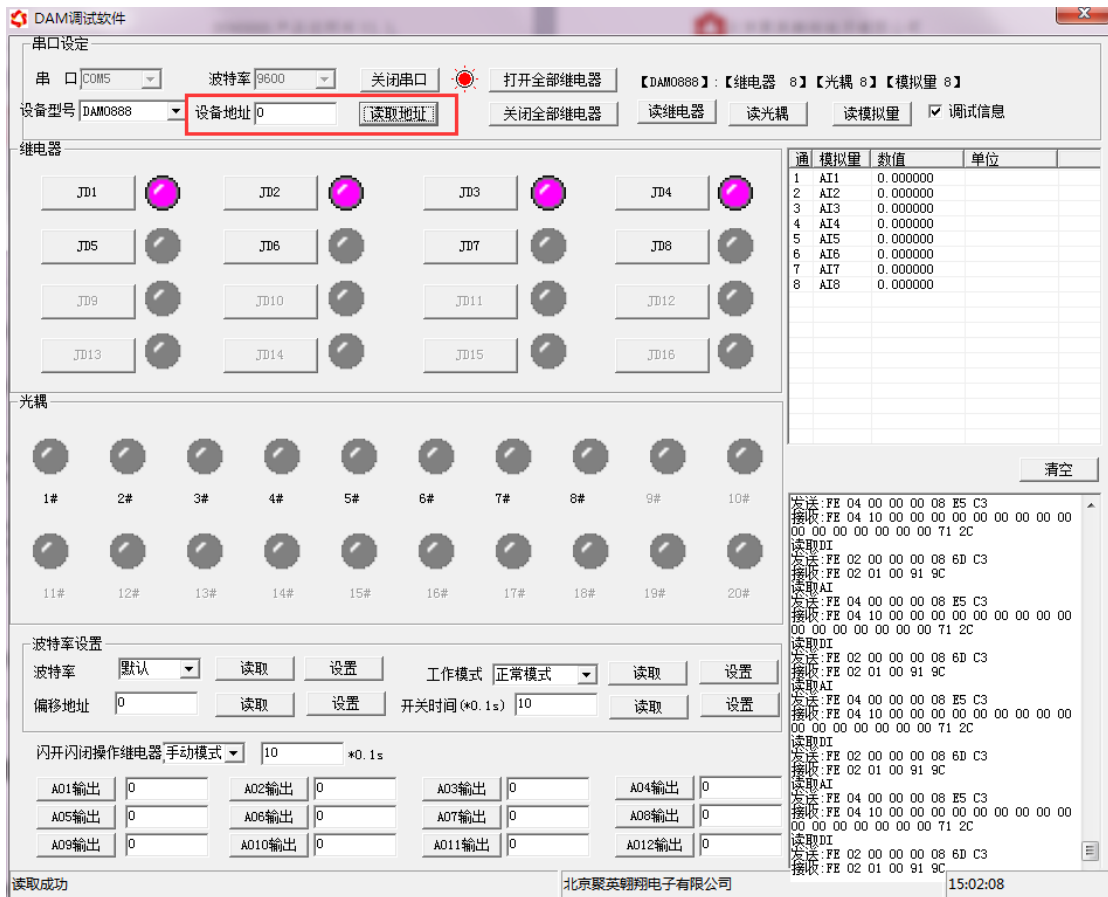 DAM调试软件
串口设定
串 口 COM5 波特率 9600 关闭串口 打开全部继电器 【DAM0888】:【继电器 8】【光耦 8】【模拟量 8】
设备型号 DAM0888 设备地址 0 读取地址 关闭全部继电器 读继电器 读光耦 读模拟量 调试信息
继电器
JD1 JD2 JD3 JD4
JD5 JD6 JD7 JD8
JD9 JD10 JD11 JD12
JD13 JD14 JD15 JD16
通 模拟量 数值 单位
1 AI1 0.000000
2 AI2 0.000000
3 AI3 0.000000
4 AI4 0.000000
5 AI5 0.000000
6 AI6 0.000000
7 AI7 0.000000
8 AI8 0.000000
光耦
1# 2# 3# 4# 5# 6# 7# 8# 9# 10#
11# 12# 13# 14# 15# 16# 17# 18# 19# 20#
清空
发送:FE 04 00 00 00 08 E5 C3
接收:FE 04 10 00 00 00 00 00 00 00 00 00
00 00 00 00 00 00 00 71 2C
读取DI
发送:FE 02 00 00 00 08 6D C3
接收:FE 02 01 00 91 9C
读取AI
发送:FE 04 00 00 00 08 E5 C3
接收:FE 04 10 00 00 00 00 00 00 00 00 00
00 00 00 00 00 00 00 71 2C
读取DI
发送:FE 02 00 00 00 08 6D C3
接收:FE 02 01 00 91 9C
读取AI
发送:FE 04 00 00 00 08 E5 C3
接收:FE 04 10 00 00 00 00 00 00 00 00 00
00 00 00 00 00 00 00 71 2C
读取DI
发送:FE 02 00 00 00 08 6D C3
接收:FE 02 01 00 91 9C
读取AI
发送:FE 04 00 00 00 08 E5 C3
接收:FE 04 10 00 00 00 00 00 00 00 00 00
00 00 00 00 00 00 00 71 2C
读取DI
发送:FE 02 00 00 00 08 6D C3
接收:FE 02 01 00 91 9C
波特率设置
波特率 默认 读取 设置 工作模式 正常模式 读取 设置
偏移地址 0 读取 设置 开关时间(*0.1s) 10 读取 设置
闪开闪闭操作继电器 手动模式 10 *0.1s
AO1输出 0 AO2输出 0 AO3输出 0 AO4输出 0
AO5输出 0 AO6输出 0 AO7输出 0 AO8输出 0
AO9输出 0 AO10输出 0 AO11输出 0 AO12输出 0
读取成功 北京聚英翱翔电子有限公司 15:02:08